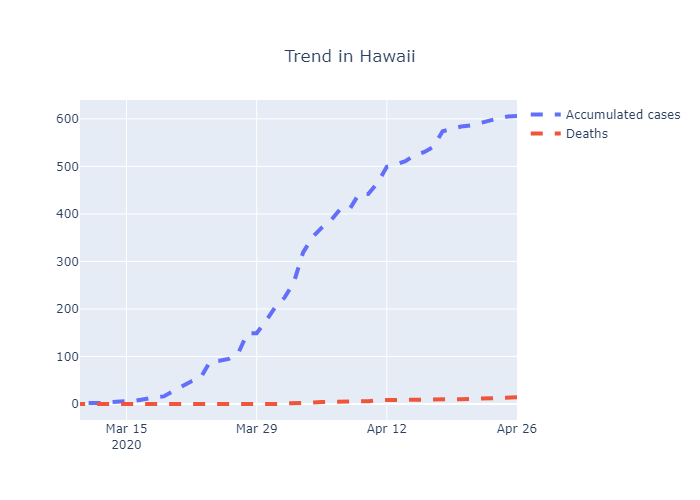 Trend in Hawaii
Accumulated cases
Deaths
600
500
400
300
200
100
0
Mar 15
2020
Mar 29
Apr 12
Apr 26